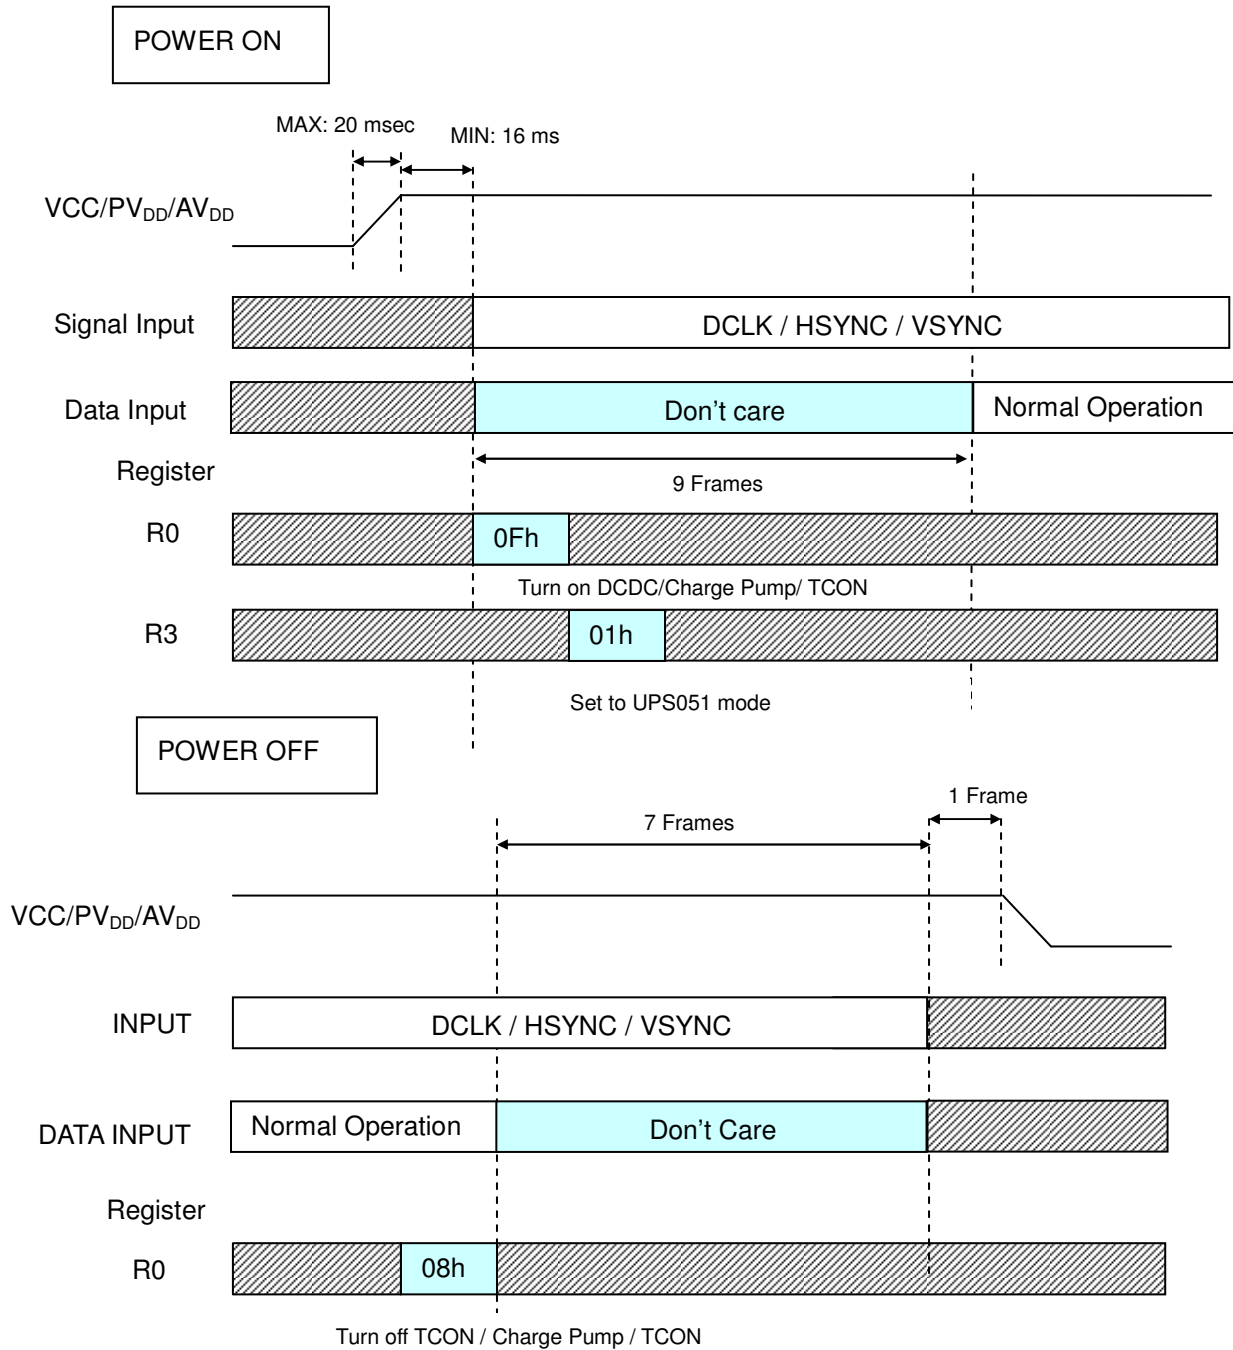 POWER ON
MAX: 20 msec
MIN: 16 ms
VCC/PVDD/AVDD
Signal Input
DCLK / HSYNC / VSYNC
Data Input
Don't care
Normal Operation
Register
9 Frames
R0
0Fh
Turn on DCDC/Charge Pump/ TCON
R3
01h
Set to UPS051 mode
POWER OFF
1 Frame
7 Frames
VCC/PVDD/AVDD
INPUT
DCLK / HSYNC / VSYNC
DATA INPUT
Normal Operation
Don't Care
Register
R0
08h
Turn off TCON / Charge Pump / TCON